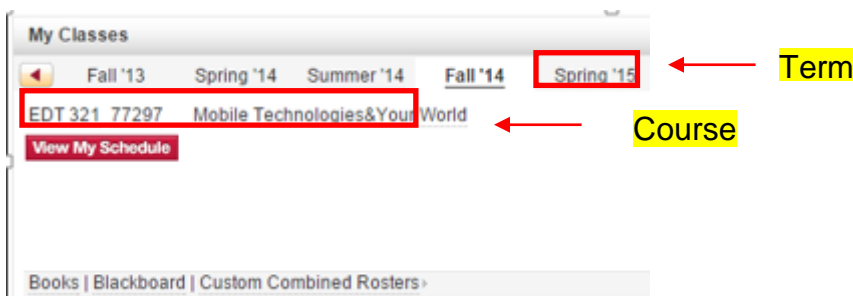 My Classes
Fall '13 Spring '14 Summer '14 Fall '14 Spring '15 Term
EDT 321 77297 Mobile Technologies&Your World
Course
View My Schedule
Books | Blackboard | Custom Combined Rosters›